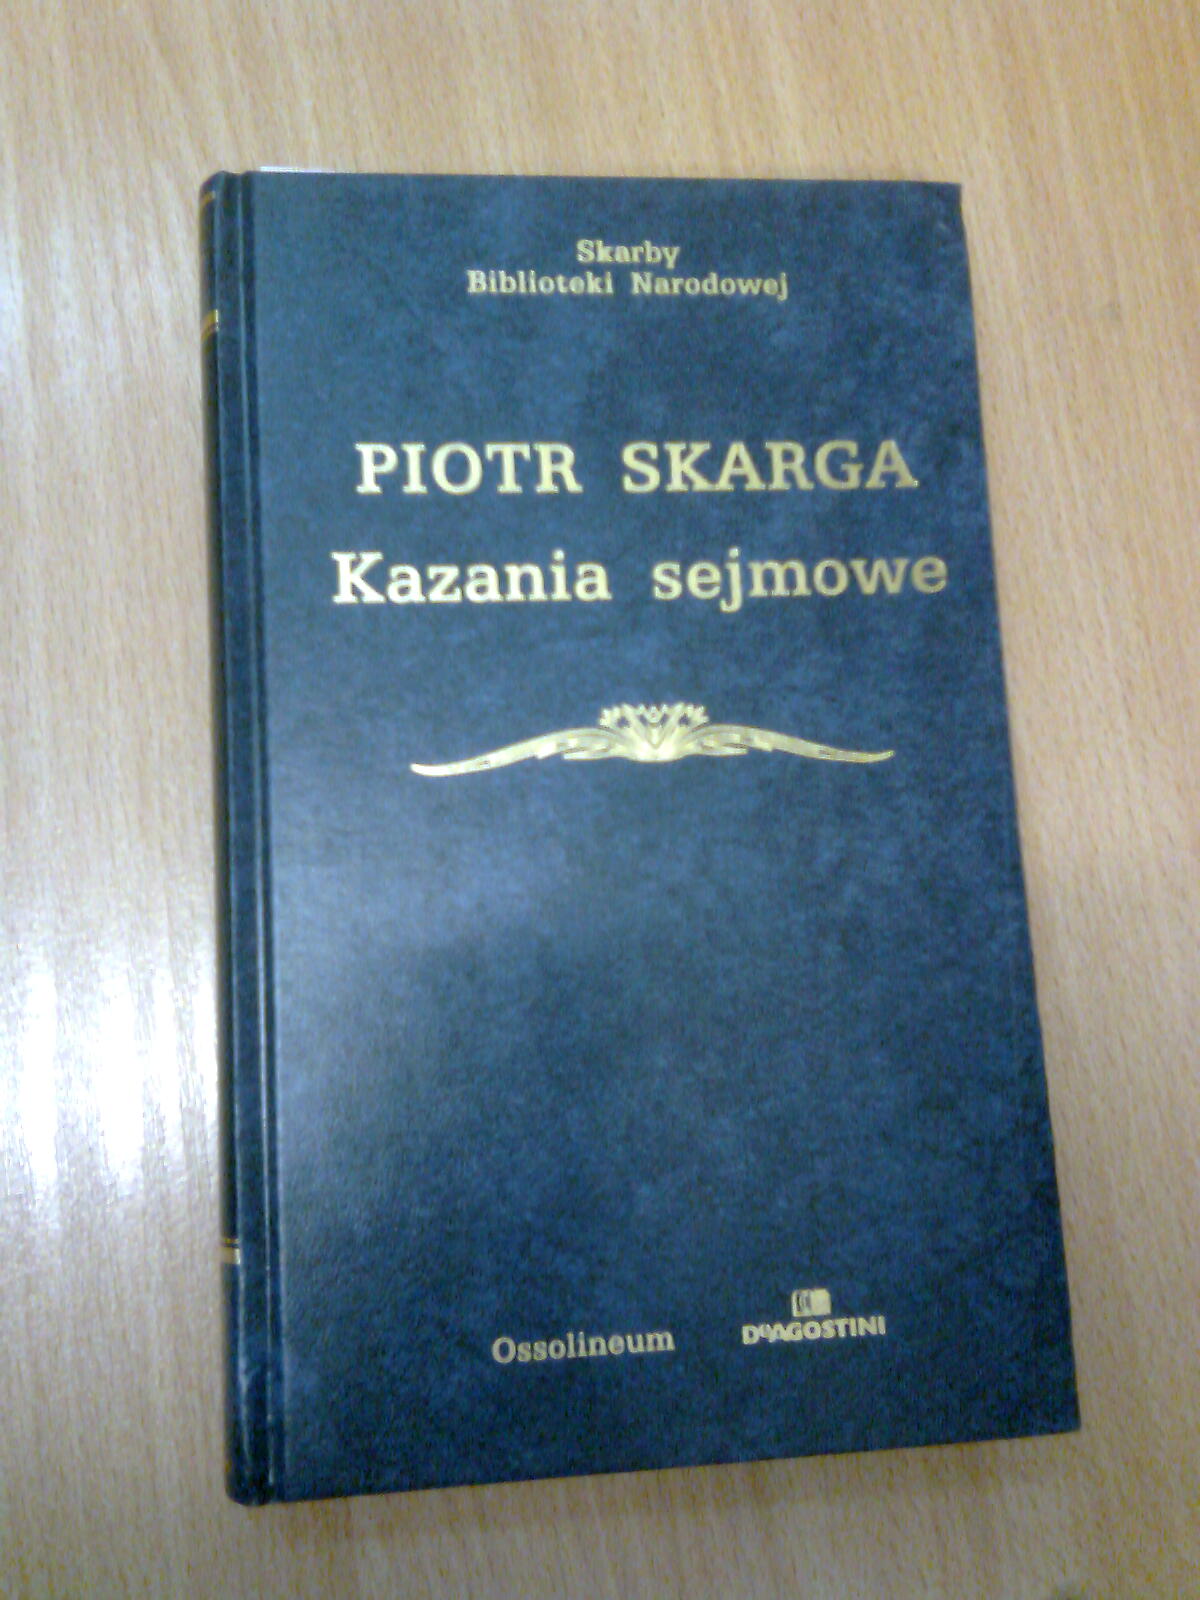 Skarby
Biblioteki Narodowej
PIOTR SKARGA
Kazania sejmowe
Ossolineum
DeAGOSTINI